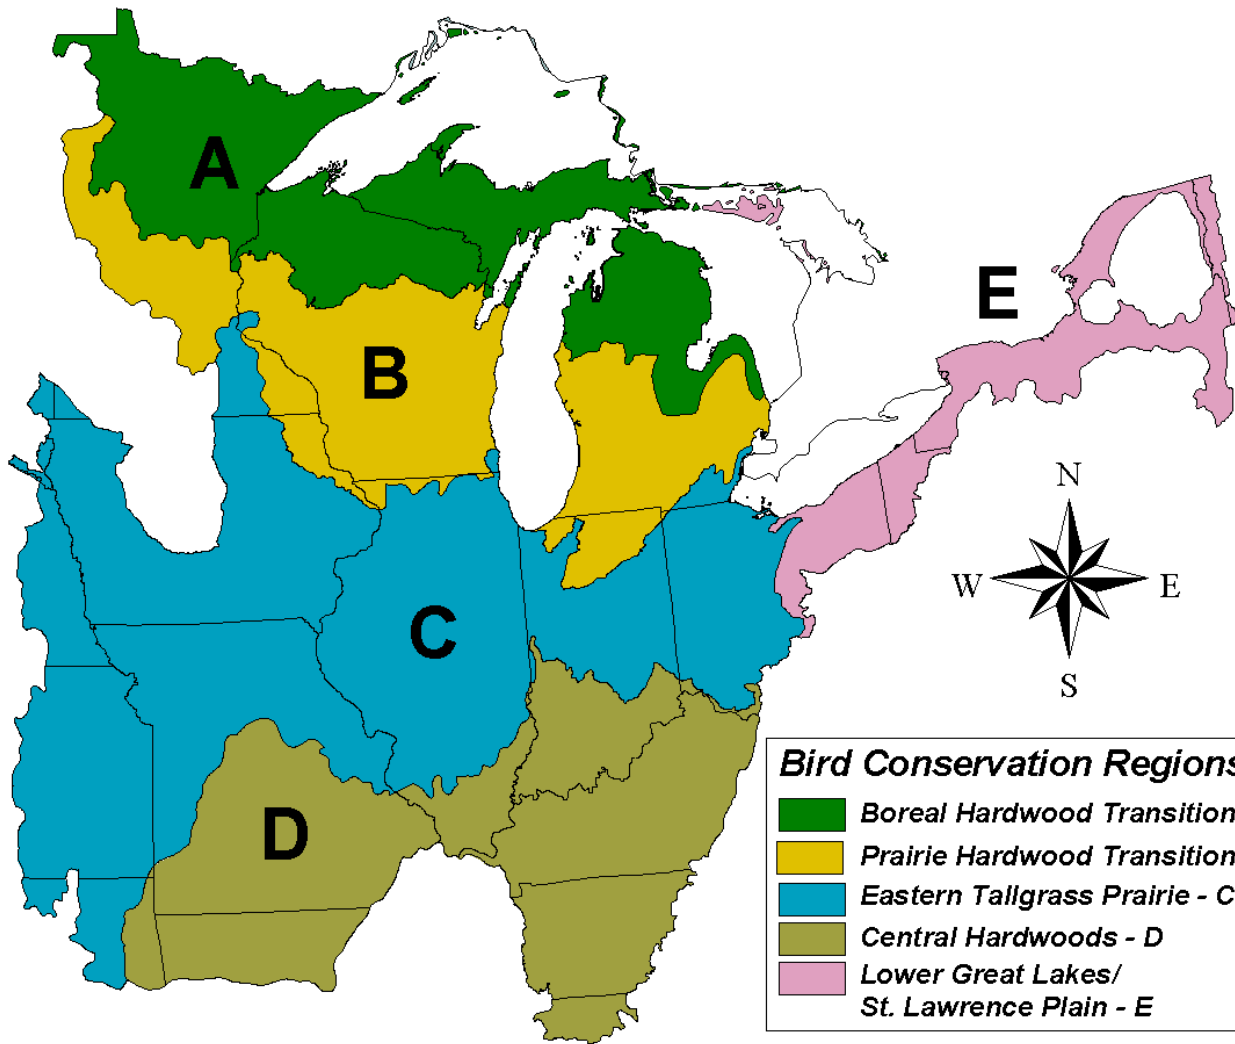 A
B
E
C
D
N
W
E
S
Bird Conservation Regions
Boreal Hardwood Transition
Prairie Hardwood Transition
Eastern Tallgrass Prairie - C
Central Hardwoods - D
Lower Great Lakes/
St. Lawrence Plain - E